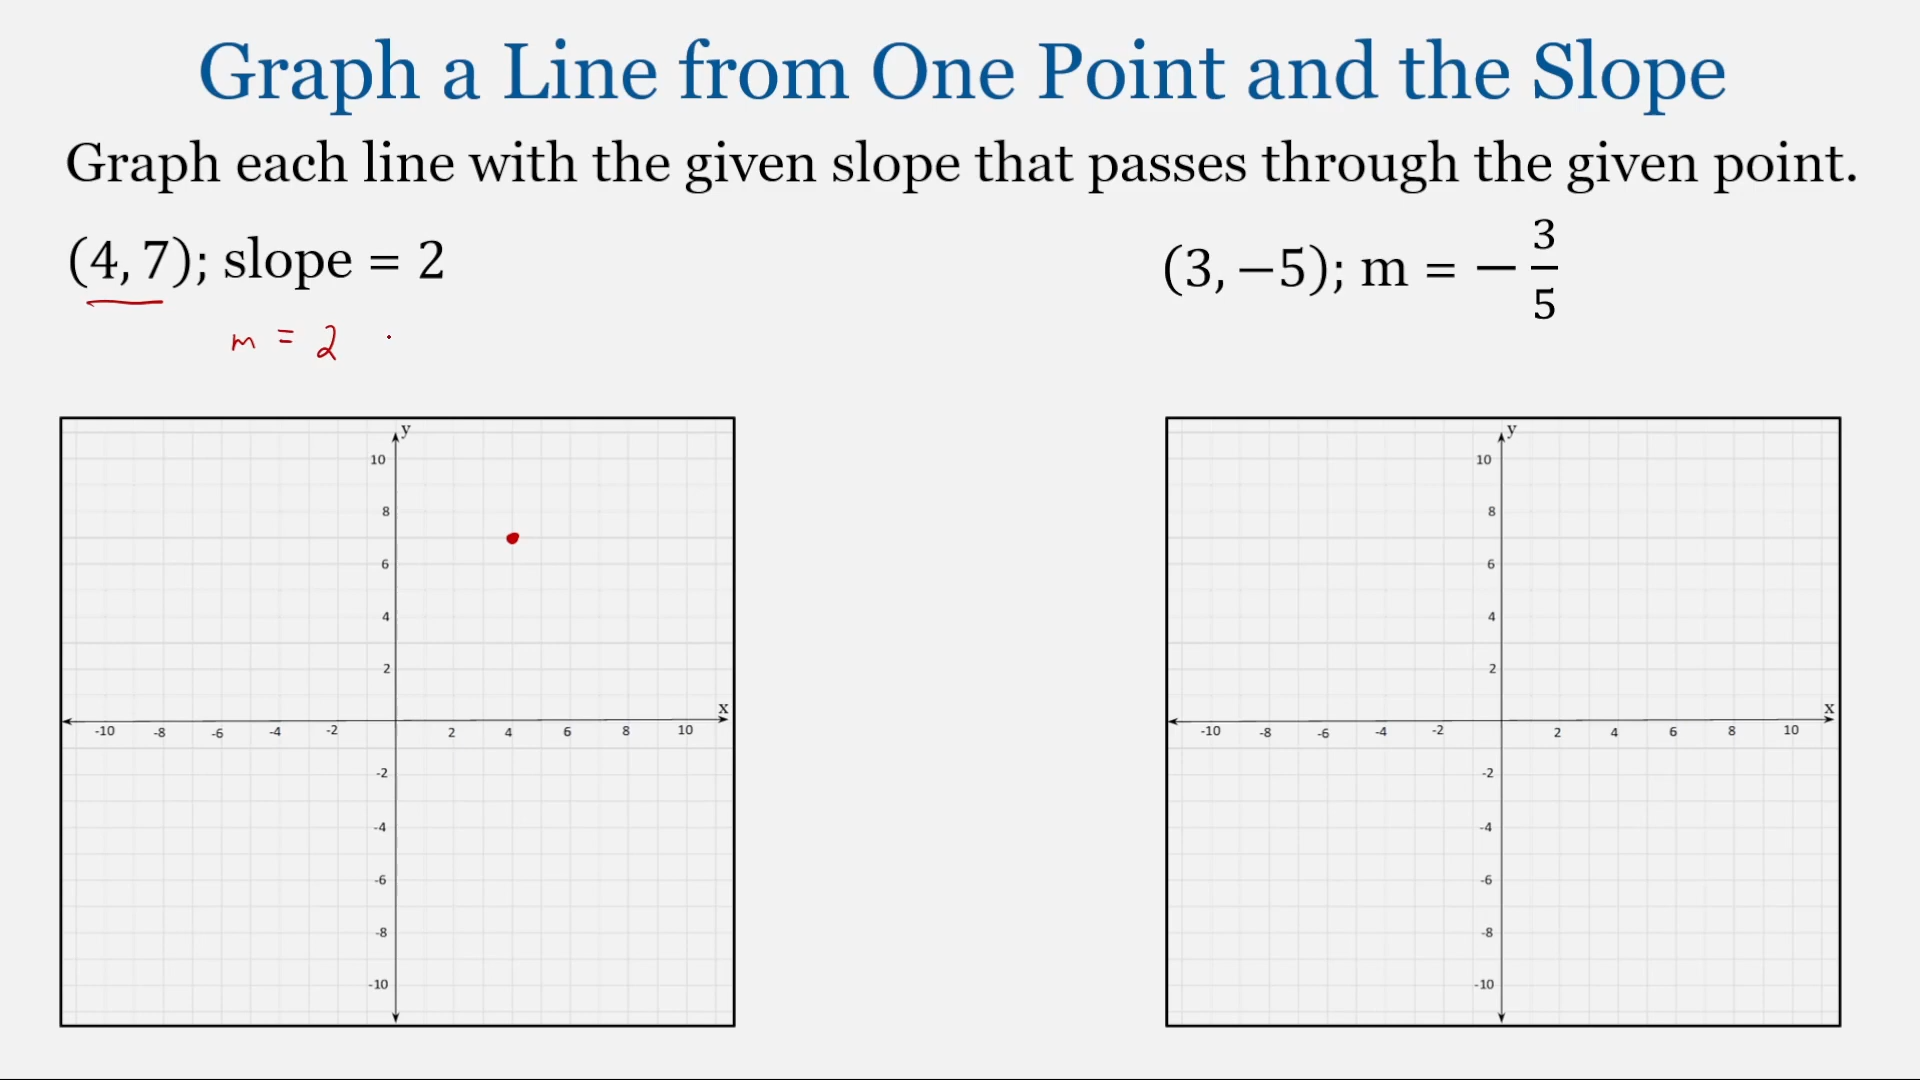 Graph a Line from One Point and the Slope
Graph each line with the given slope that passes through the given point.
(4, 7); slope = 2
m = 2
(3, −5); m = − 3/5
y
10
8
6
4
2
x
-10 -8 -6 -4 -2 2 4 6 8 10
-2
-4
-6
-8
-10
y
10
8
6
4
2
x
-10 -8 -6 -4 -2 2 4 6 8 10
-2
-4
-6
-8
-10